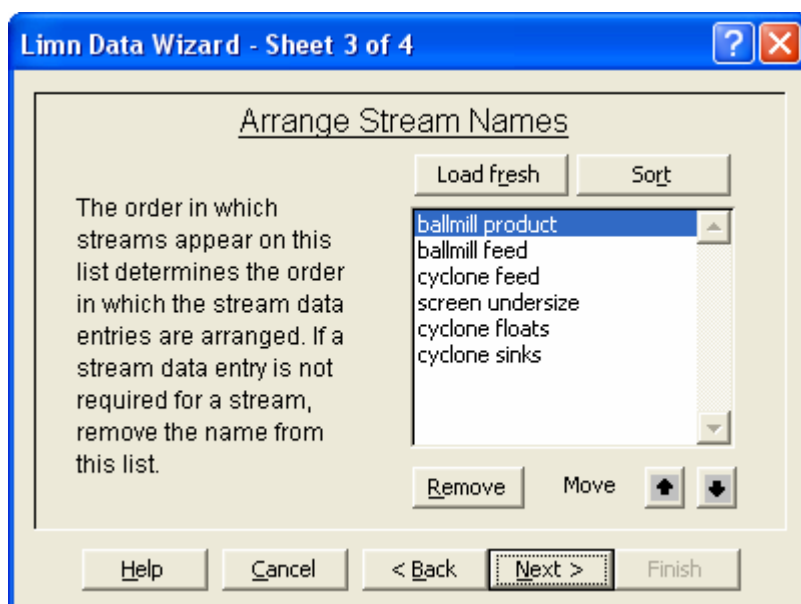 Limn Data Wizard - Sheet 3 of 4
?
Arrange Stream Names
The order in which
streams appear on this
list determines the order
in which the stream data
entries are arranged. If a
stream data entry is not
required for a stream,
remove the name from
this list.
Load fresh
Sort
ballmill product
ballmill feed
cyclone feed
screen undersize
cyclone floats
cyclone sinks
Remove
Move
Help
Cancel
< Back
Next >
Finish